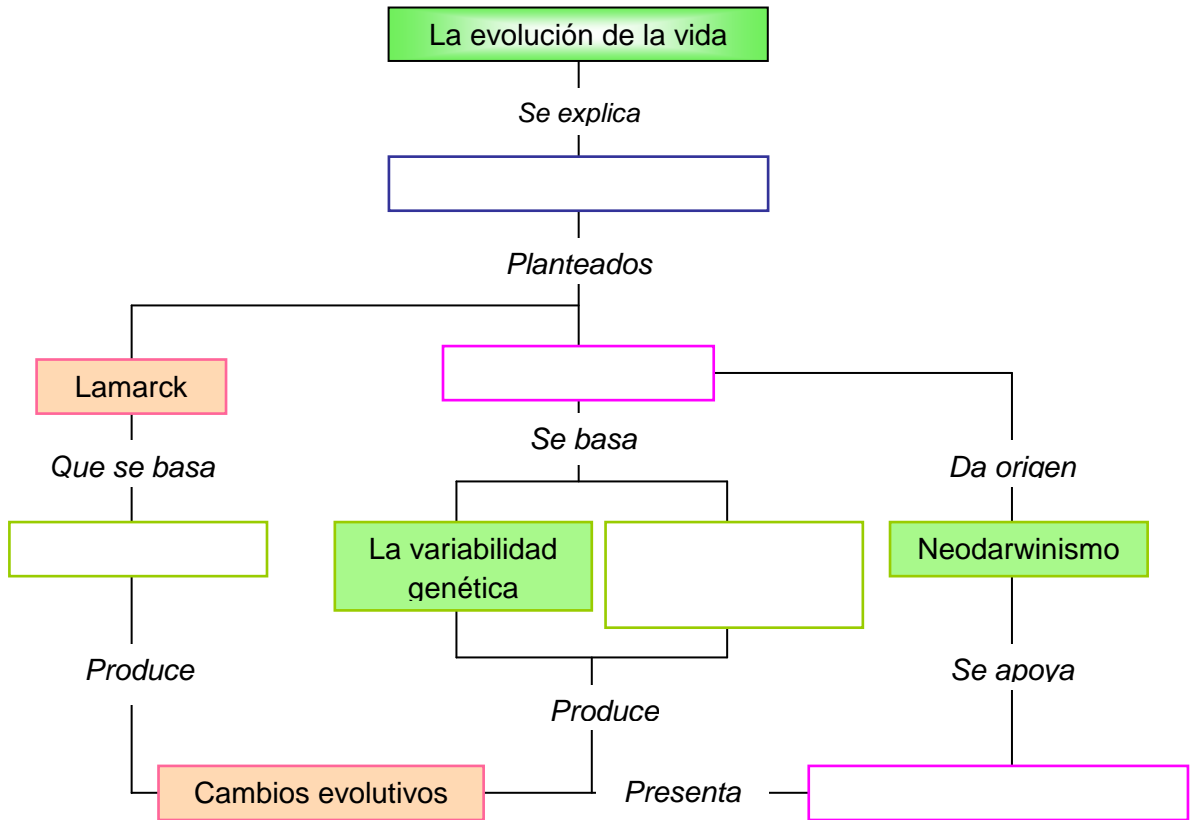 La evolución de la vida
Se explica
Planteados
Lamarck
Se basa
Que se basa
Da origen
La variabilidad
genética
Neodarwinismo
Produce
Se apoya
Produce
Cambios evolutivos
Presenta